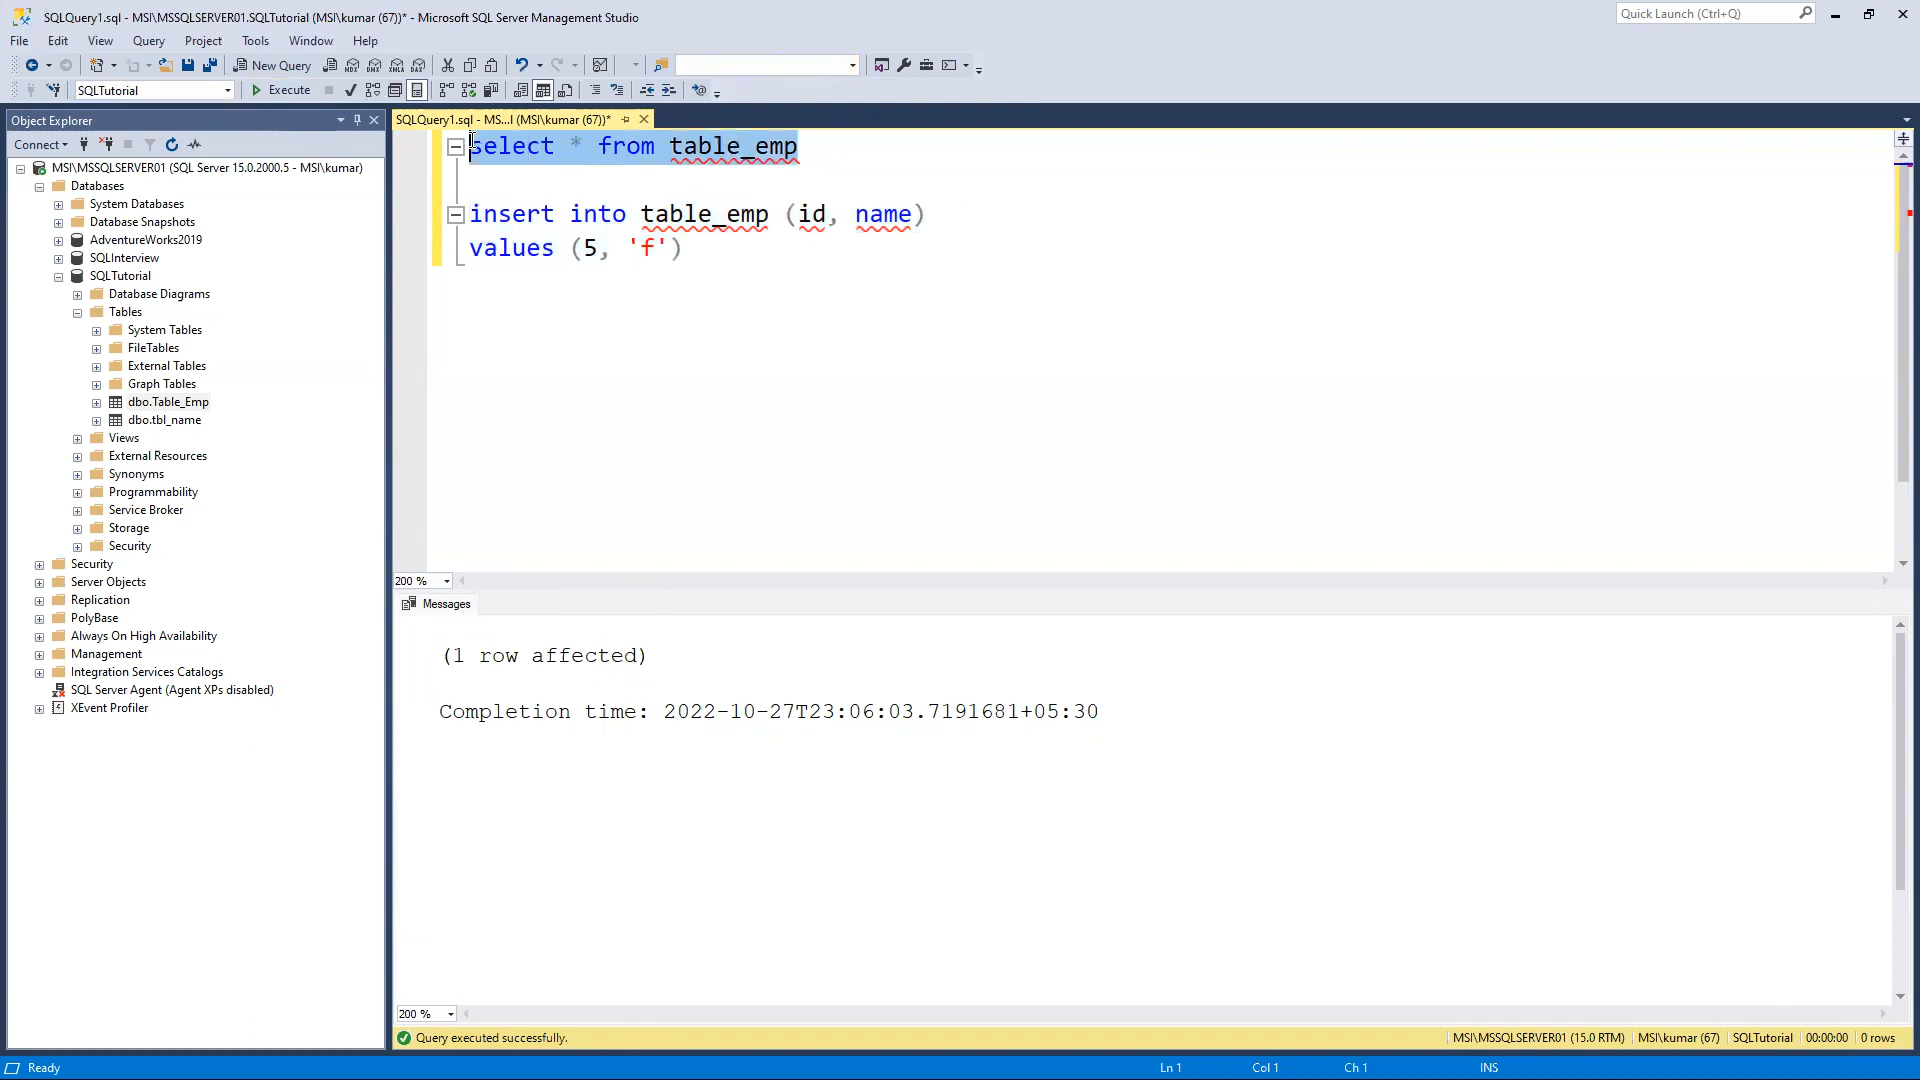 SQLQuery1.sql - MSI\MSSQLSERVER01.SQLTutorial (MSI\kumar (67))* - Microsoft SQL Server Management Studio
Quick Launch (Ctrl+Q)
File Edit View Query Project Tools Window Help
New Query
MDX DMX XMLA DAX
SQLTutorial
Execute
Object Explorer
SQLQuery1.sql - MS...l (MSI\kumar (67))*
Connect
MSI\MSSQLSERVER01 (SQL Server 15.0.2000.5 - MSI\kumar)
Databases
System Databases
Database Snapshots
AdventureWorks2019
SQLInterview
SQLTutorial
Database Diagrams
Tables
System Tables
FileTables
External Tables
Graph Tables
dbo.Table_Emp
dbo.tbl_name
Views
External Resources
Synonyms
Programmability
Service Broker
Storage
Security
Security
Server Objects
Replication
PolyBase
Always On High Availability
Management
Integration Services Catalogs
SQL Server Agent (Agent XPs disabled)
XEvent Profiler
select * from table_emp
insert into table_emp (id, name)
values (5, 'f')
200 %
Messages
(1 row affected)
Completion time: 2022-10-27T23:06:03.7191681+05:30
200 %
Query executed successfully.
MSI\MSSQLSERVER01 (15.0 RTM) MSI\kumar (67) SQLTutorial 00:00:00 0 rows
Ready
Ln 1 Col 1 Ch 1 INS